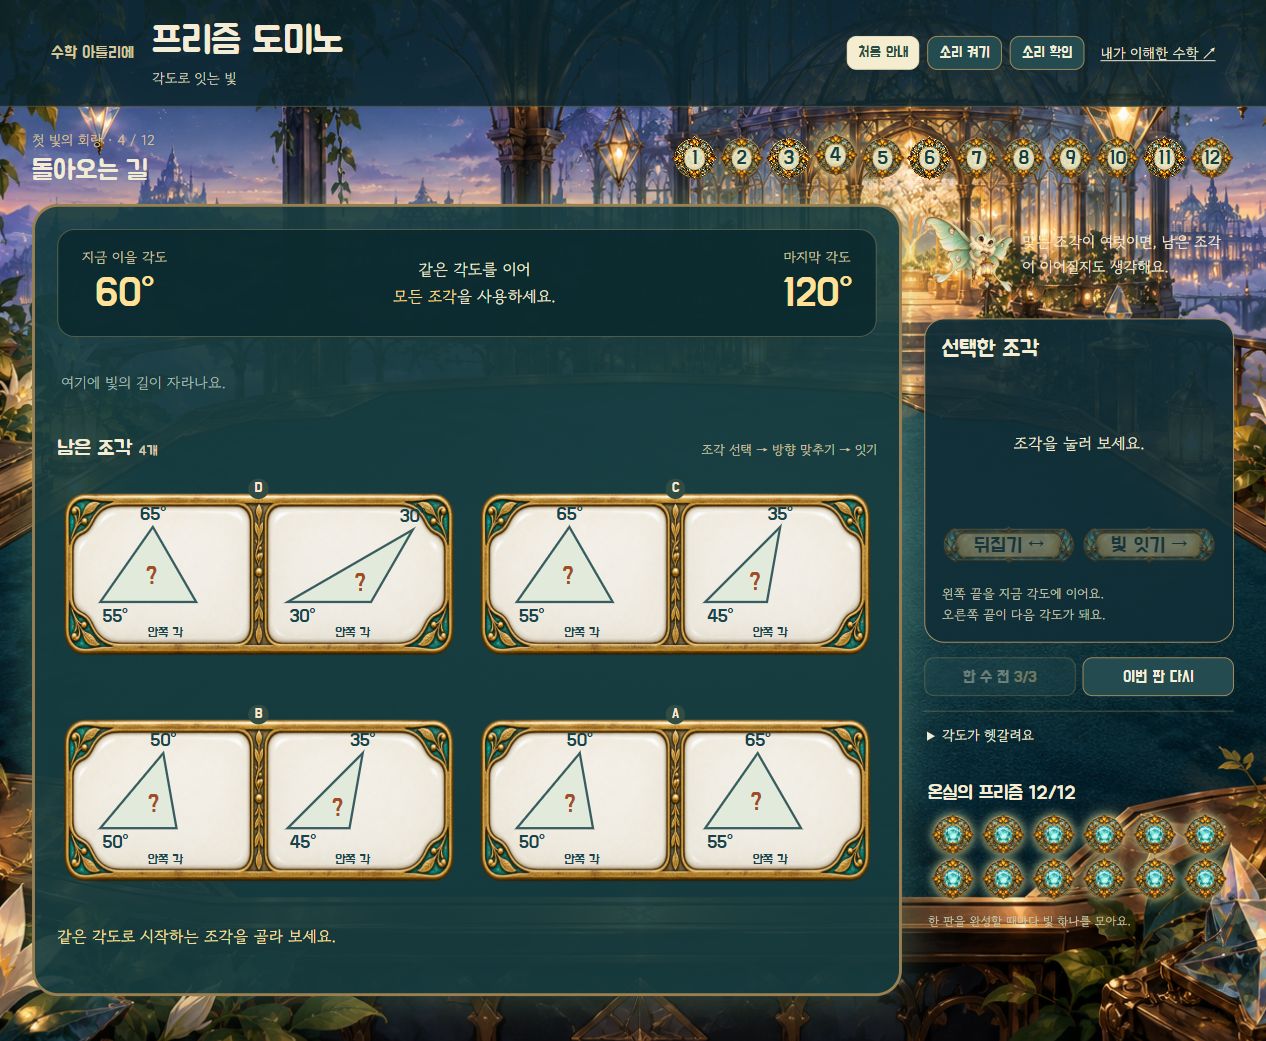 수학 아틀리에
프리즘 도미노
각도로 잇는 빛
처음 안내
소리 켜기
소리 확인
내가 이해한 수학 ↗
첫 빛의 회랑 · 4 / 12
돌아오는 길
1 2 3 4 5 6 7 8 9 10 11 12
지금 이을 각도
60°
같은 각도를 이어
모든 조각을 사용하세요.
마지막 각도
120°
맞는 조각이 여럿이면, 남은 조각
이 이어질지도 생각해요.
여기에 빛의 길이 자라나요.
남은 조각 4개
조각 선택 → 방향 맞추기 → 잇기
D
65°
?
55°
안쪽 각
30°
?
30°
안쪽 각
C
65°
?
55°
안쪽 각
35°
?
45°
안쪽 각
B
50°
?
50°
안쪽 각
35°
?
45°
안쪽 각
A
50°
?
50°
안쪽 각
65°
?
55°
안쪽 각
같은 각도로 시작하는 조각을 골라 보세요.
선택한 조각
조각을 눌러 보세요.
뒤집기 ↔
빛 잇기 →
왼쪽 끝을 지금 각도에 이어요.
오른쪽 끝이 다음 각도가 돼요.
한 수 전 3/3
이번 판 다시
▶ 각도가 헷갈려요
온실의 프리즘 12/12
한 판을 완성할 때마다 빛 하나를 모아요.